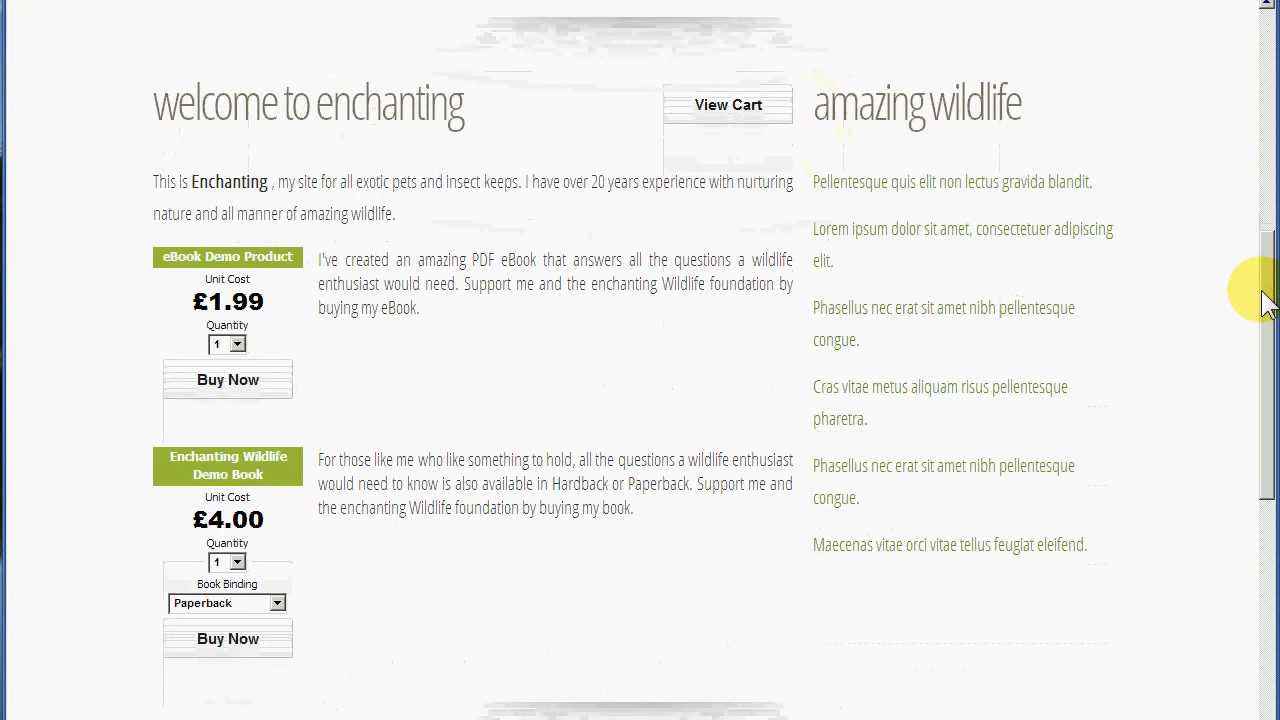 welcome to enchanting
View Cart
This is Enchanting , my site for all exotic pets and insect keeps. I have over 20 years experience with nurturing
nature and all manner of amazing wildlife.
eBook Demo Product
Unit Cost
£1.99
Quantity
1
Buy Now
I've created an amazing PDF eBook that answers all the questions a wildlife
enthusiast would need. Support me and the enchanting Wildlife foundation by
buying my eBook.
Enchanting Wildlife
Demo Book
Unit Cost
£4.00
Quantity
1
Book Binding
Paperback
Buy Now
For those like me who like something to hold, all the questions a wildlife enthusiast
would need to know is also available in Hardback or Paperback. Support me and
the enchanting Wildlife foundation by buying my book.
amazing wildlife
Pellentesque quis elit non lectus gravida blandit.
Lorem ipsum dolor sit amet, consectetuer adipiscing
elit.
Phasellus nec erat sit amet nibh pellentesque
congue.
Cras vitae metus aliquam risus pellentesque
pharetra.
Phasellus nec erat sit amet nibh pellentesque
congue.
Maecenas vitae orci vitae tellus feugiat eleifend.